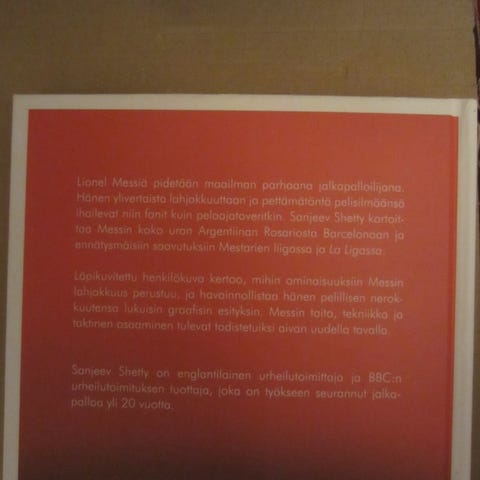 Lionel Messiä pidetään maailman parhaana jalkapalloilijana.
Hänen ylivertaista lahjakkuuttaan ja pettämätöntä pelisilmäänsä
ihailevat niin fanit kuin pelaajatoveritkin. Sanjeev Shetty kartoit-
taa Messin koko uran Argentiinan Rosariosta Barcelonaan ja
ennätysmäisiin saavutuksiin Mestarien liigassa ja La Ligassa.
Läpikuvitettu henkilökuva kertoo, mihin ominaisuuksiin Messin
lahjakkuus perustuu, ja havainnollistaa hänen pelillisen nerok-
kuutensa lukuisin graafisin esityksin. Messin taito, tekniikka ja
taktinen osaaminen tulevat todistetuiksi aivan uudella tavalla.
Sanjeev Shetty on englantilainen urheilutoimittaja ja BBC:n
urheilutoimituksen tuottaja, joka on työkseen seurannut jalka-
palloa yli 20 vuotta.